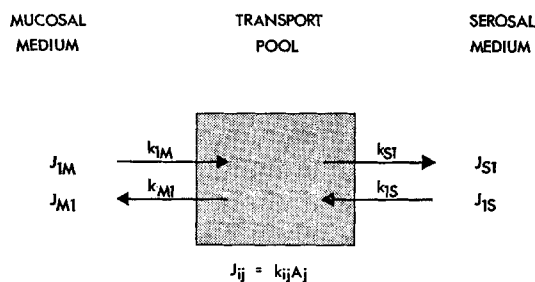 MUCOSAL MEDIUM
TRANSPORT POOL
SEROSAL MEDIUM
J1M
k1M
kS1
JS1
JM1
kM1
k1S
J1S
Jij = kijAj